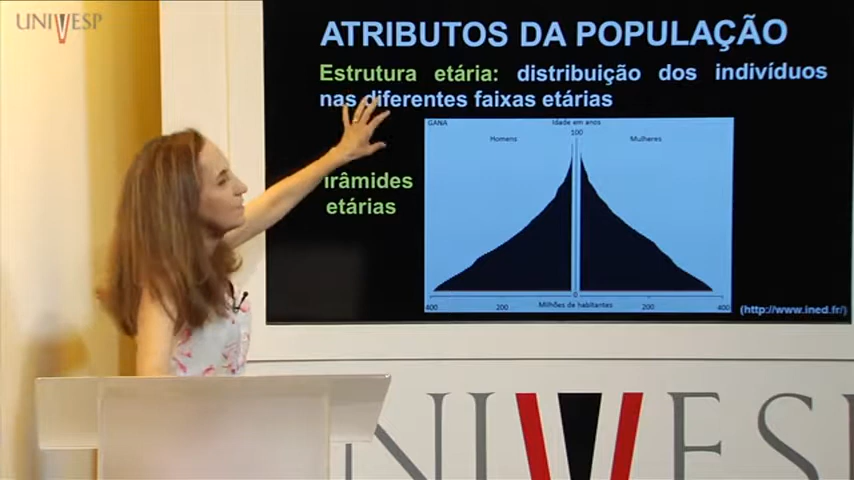 UNIVESP
ATRIBUTOS DA POPULAÇÃO
Estrutura etária: distribuição dos indivíduos
nas diferentes faixas etárias
GANA
Idade em anos
100
Homens
Mulheres
irâmides
etárias
0
400
200
Milhões de habitantes
200
400
(http://www.ined.fr/)
UNIVESP